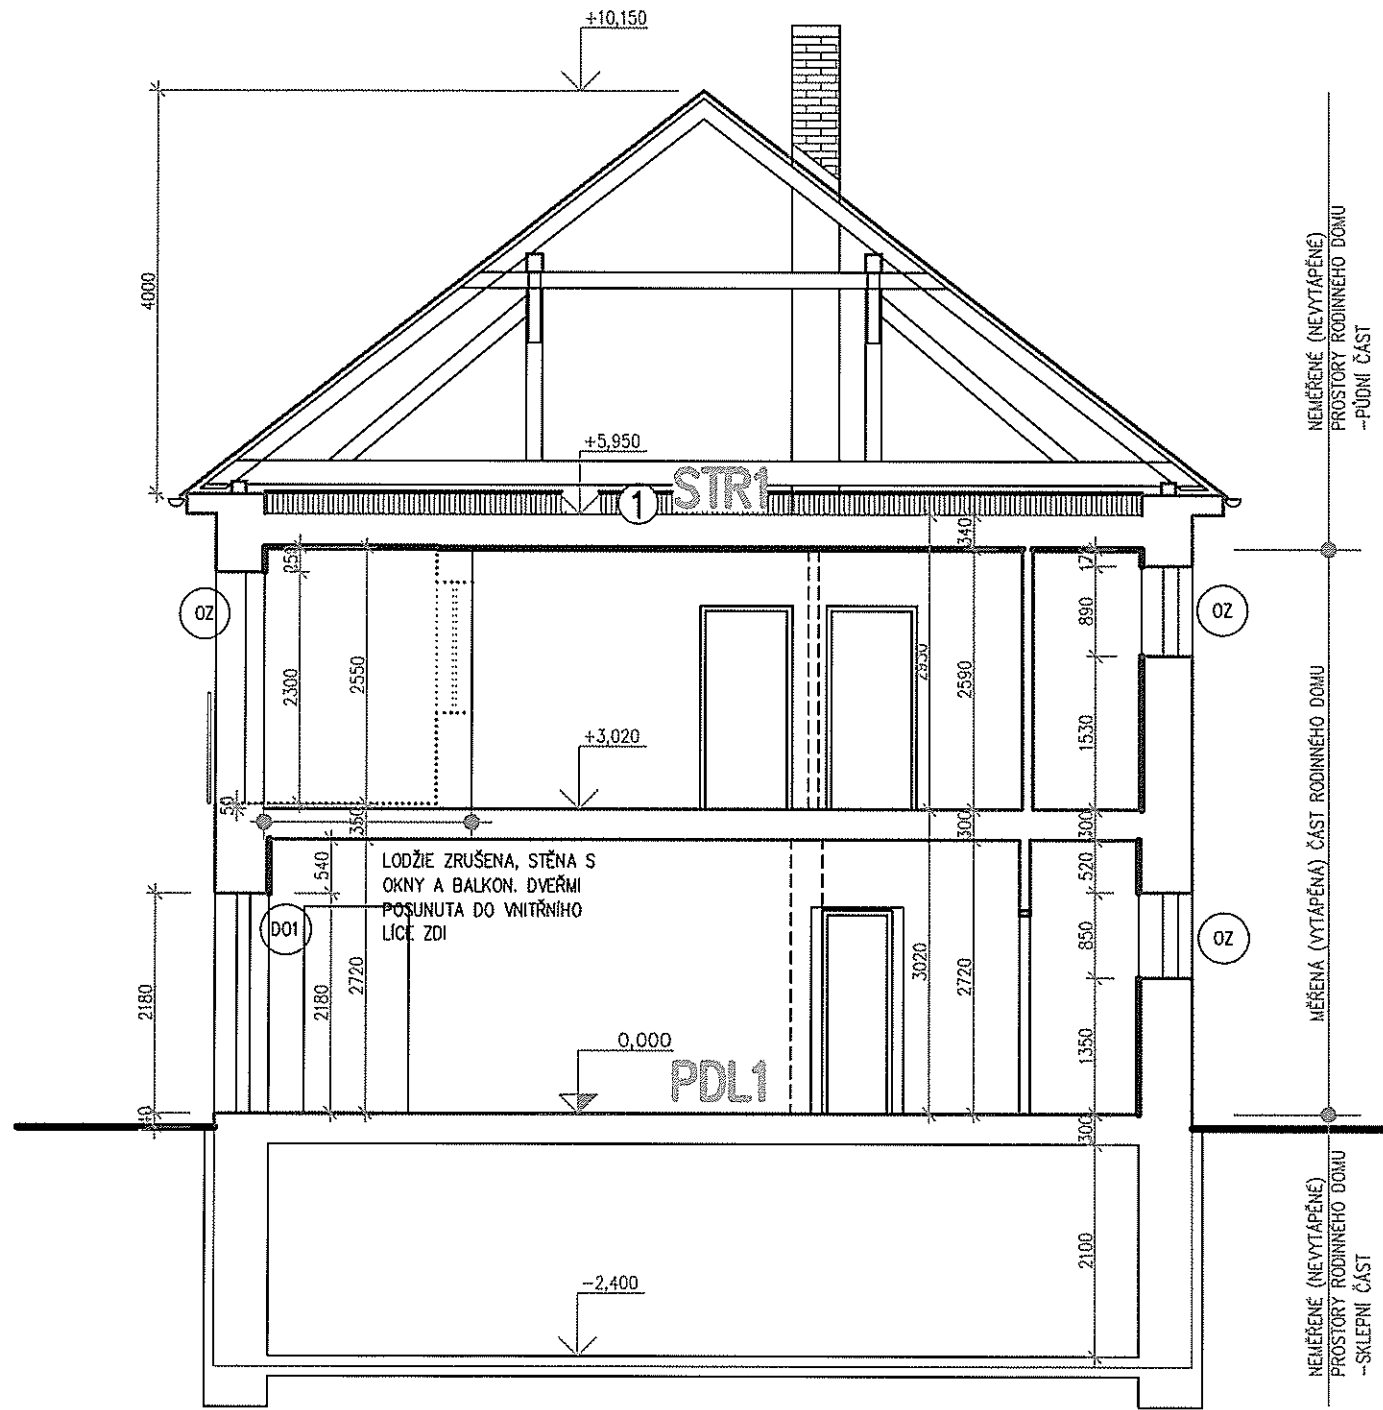 +10,150
4000
NEMĚŘENÉ (NEVYTÁPĚNÉ)
PROSTORY RODINNÉHO DOMU
-PŮDNÍ ČÁST
+5,950
STR1
1
340
250
OZ
OZ
890
2300
2550
2930
2590
1530
+3,020
50
350
300
300
MĚŘENÁ (VYTÁPĚNÁ) ČÁST RODINNÉHO DOMU
LODŽIE ZRUŠENA, STĚNA S
OKNY A BALKON. DVEŘMI
POSUNUTA DO VNITŘNÍHO
LÍCE ZDI
540
520
D01
OZ
850
2180
2180
2720
3020
2720
1350
0,000
PDL1
300
2100
-2,400
NEMĚŘENÉ (NEVYTÁPĚNÉ)
PROSTORY RODINNÉHO DOMU
-SKLEPNÍ ČÁST